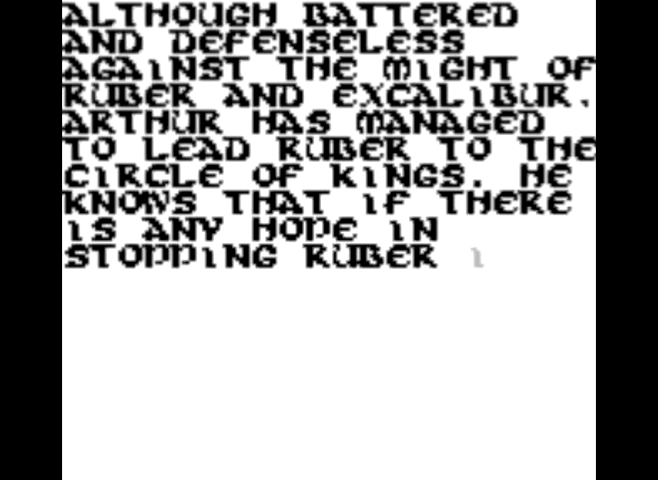 ALTHOUGH BATTERED
AND DEFENSELESS
AGAINST THE MIGHT OF
RUBER AND EXCALIBUR.
ARTHUR HAS MANAGED
TO LEAD RUBER TO THE
CIRCLE OF KINGS. HE
KNOWS THAT IF THERE
IS ANY HOPE IN
STOPPING RUBER I